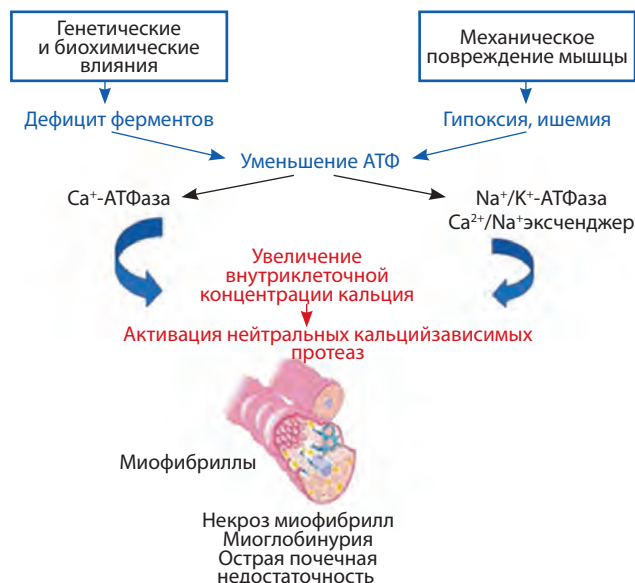 Генетические
и биохимические
влияния
Механическое
повреждение мышцы
Дефицит ферментов
Гипоксия, ишемия
Уменьшение АТФ
Ca⁺-АТФаза
Na⁺/K⁺-АТФаза
Ca²⁺/Na⁺эксченджер
Увеличение
внутриклеточной
концентрации кальция
Активация нейтральных кальцийзависимых
протеаз
Миофибриллы
Некроз миофибрилл
Миоглобинурия
Острая почечная
недостаточность